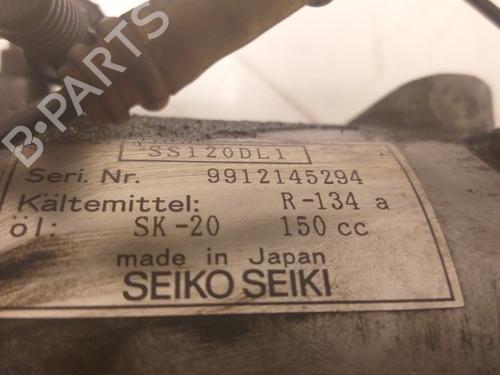 B-PARTS
SS120DL1
Seri. Nr. 9912145294
Kältemittel: R-134 a
öl: SK-20 150 cc
made in Japan
SEIKO SEIKI